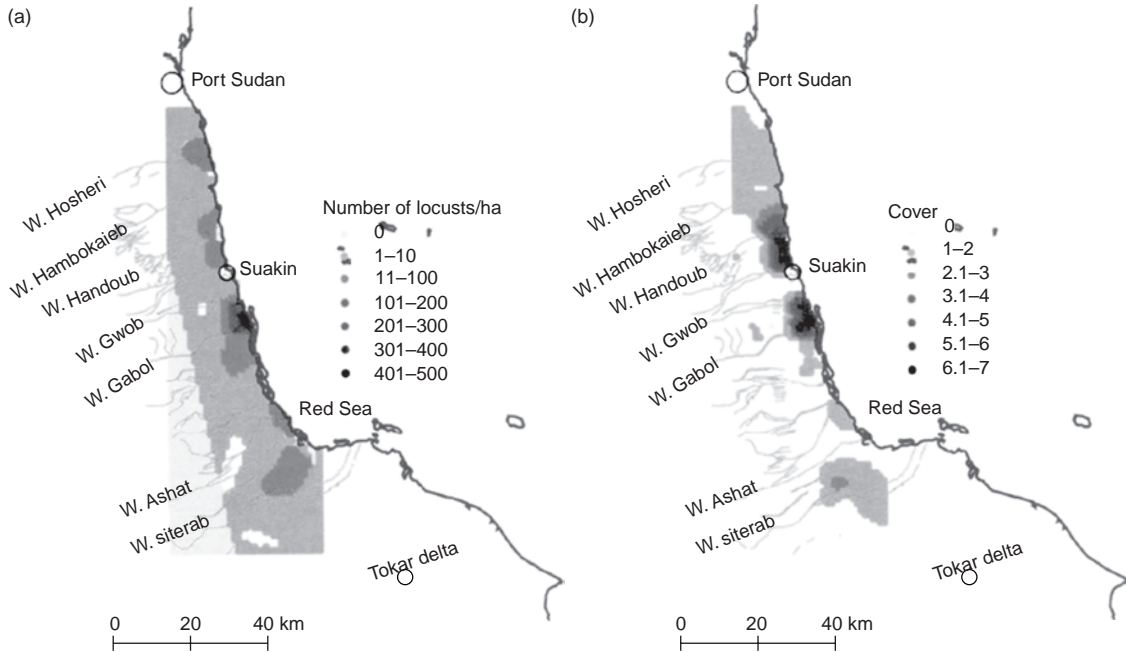 (a)
Port Sudan
W. Hosheri
W. Hambokaieb
W. Handoub
W. Gwob
W. Gabol
W. Ashat
W. siterab
Suakin
Red Sea
Tokar delta
Number of locusts/ha
0
1–10
11–100
101–200
201–300
301–400
401–500
0 20 40 km
(b)
Port Sudan
W. Hosheri
W. Hambokaieb
W. Handoub
W. Gwob
W. Gabol
W. Ashat
W. siterab
Suakin
Red Sea
Tokar delta
Cover
0
1–2
2.1–3
3.1–4
4.1–5
5.1–6
6.1–7
0 20 40 km